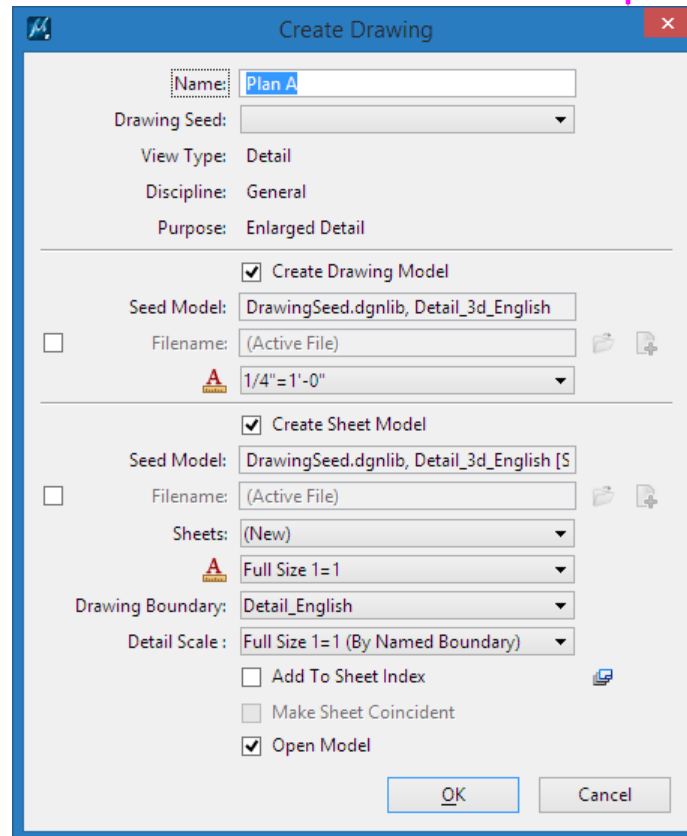 Create Drawing
Name: Plan A
Drawing Seed:
View Type: Detail
Discipline: General
Purpose: Enlarged Detail
Create Drawing Model
Seed Model: DrawingSeed.dgnlib, Detail_3d_English
Filename: (Active File)
A 1/4"=1'-0"
Create Sheet Model
Seed Model: DrawingSeed.dgnlib, Detail_3d_English [S
Filename: (Active File)
Sheets: (New)
A Full Size 1=1
Drawing Boundary: Detail_English
Detail Scale : Full Size 1=1 (By Named Boundary)
Add To Sheet Index
Make Sheet Coincident
Open Model
OK Cancel